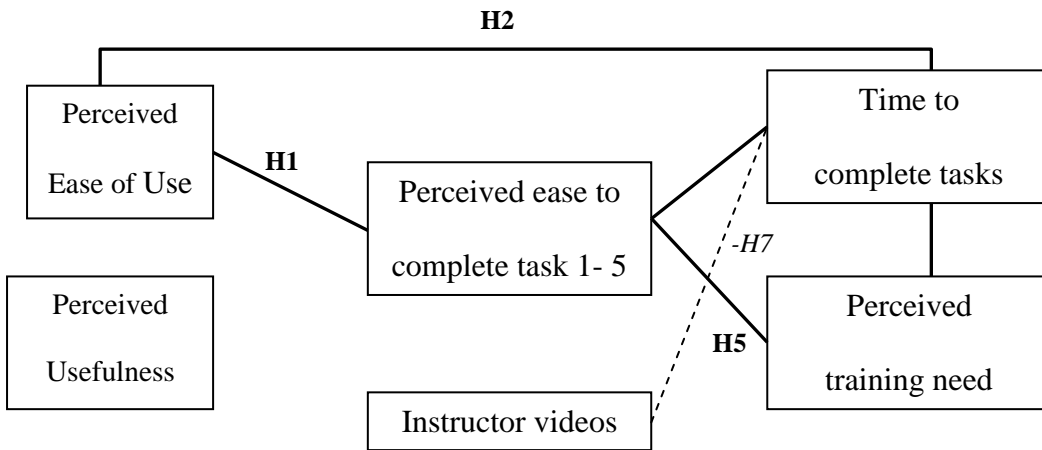 H2
Perceived
Ease of Use
H1
Perceived ease to
complete task 1- 5
Time to
complete tasks
-H7
Perceived
Usefulness
H5
Perceived
training need
Instructor videos